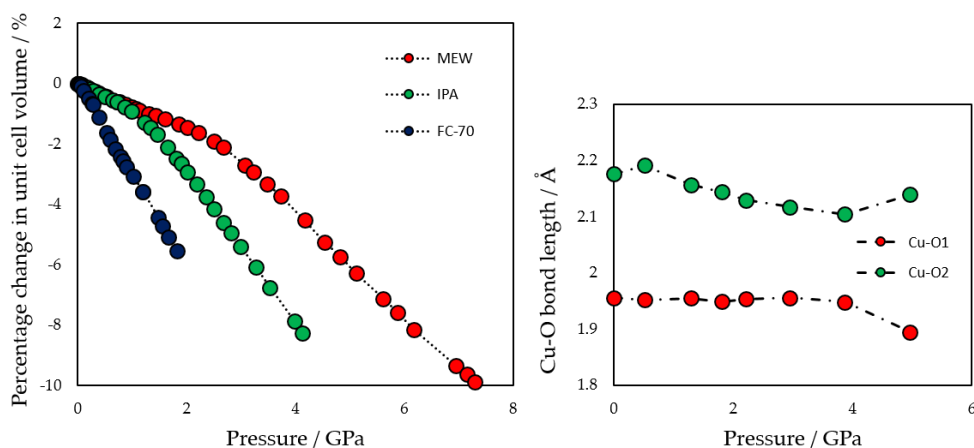 Percentage change in unit cell volume / %
2
0
-2
-4
-6
-8
-10
MEW
IPA
FC-70
0
2
4
6
8
Pressure / GPa
Cu-O bond length / Å
2.3
2.2
2.1
2
1.9
1.8
Cu-O1
Cu-O2
0
2
4
6
Pressure / GPa